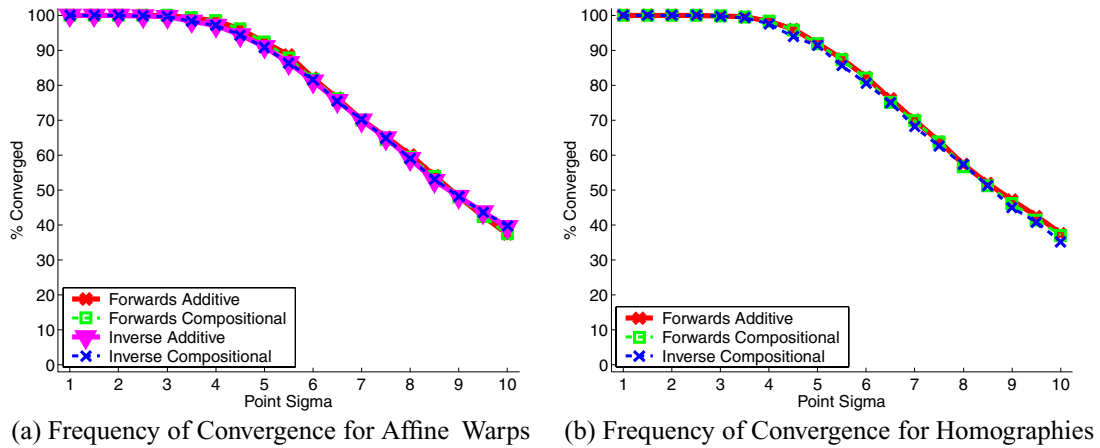 100
90
80
70
60
50
40
30
20
10
0
% Converged
Forwards Additive
Forwards Compositional
Inverse Additive
Inverse Compositional
1 2 3 4 5 6 7 8 9 10
Point Sigma
(a) Frequency of Convergence for Affine Warps
100
90
80
70
60
50
40
30
20
10
0
% Converged
Forwards Additive
Forwards Compositional
Inverse Compositional
1 2 3 4 5 6 7 8 9 10
Point Sigma
(b) Frequency of Convergence for Homographies